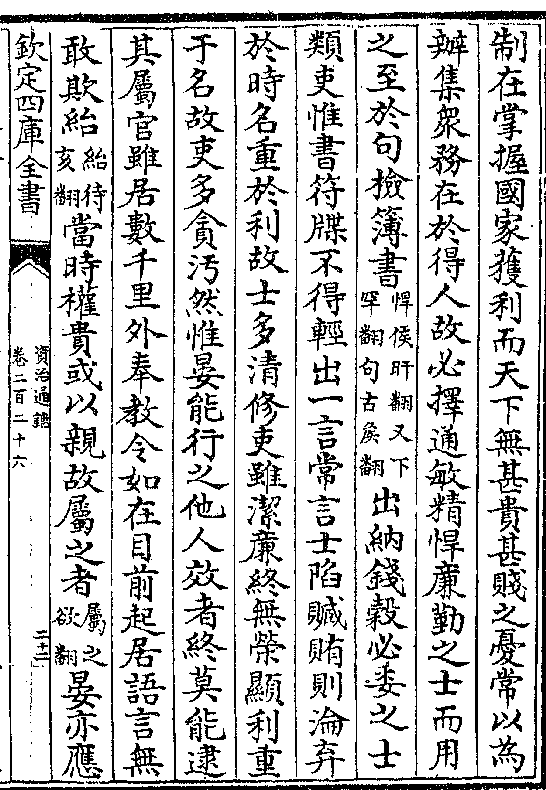 制在掌握國家獲利而天下無甚貴甚賤之憂常以為
辦集衆務在於得人故必擇通敏精悍廉勤之士而用
之至於句檢簿書悍侯旰翻又下罕翻句古矦翻出納錢穀必委之士
類吏惟書符牒不得輕出一言常言士陷贓賄則淪弃
於時名重於利故士多清修吏雖潔廉終無榮顯利重
于名故吏多貪汚然惟晏能行之他人效者終莫能逮
其屬官雖居數千里外奉教令如在目前起居語言無
敢欺紿紿待亥翻當時權貴或以親故屬之者屬之欲翻晏亦應
欽定四庫全書
資治通鑑
卷二百二十六
二十二